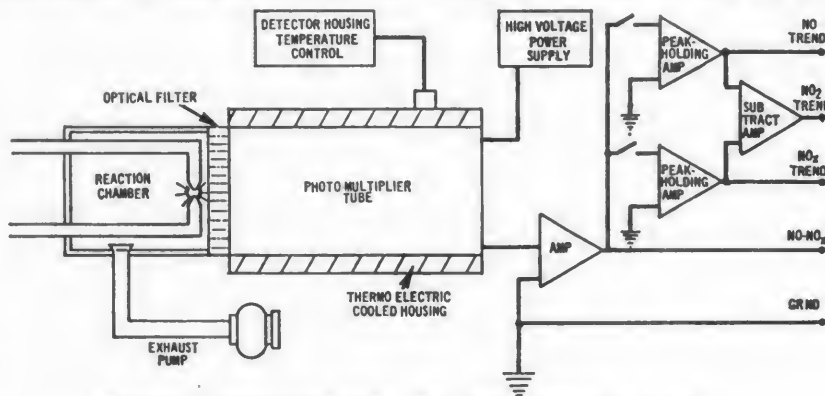 DETECTOR HOUSING
TEMPERATURE
CONTROL
HIGH VOLTAGE
POWER
SUPPLY
OPTICAL FILTER
REACTION
CHAMBER
PHOTO MULTIPLIER
TUBE
THERMO ELECTRIC
COOLED HOUSING
EXHAUST
PUMP
AMP
PEAK-
HOLDING
AMP
PEAK-
HOLDING
AMP
SUB
TRACT
AMP
NO
TREND
NO2
TREND
NOx
TREND
NO-NOx
GRND